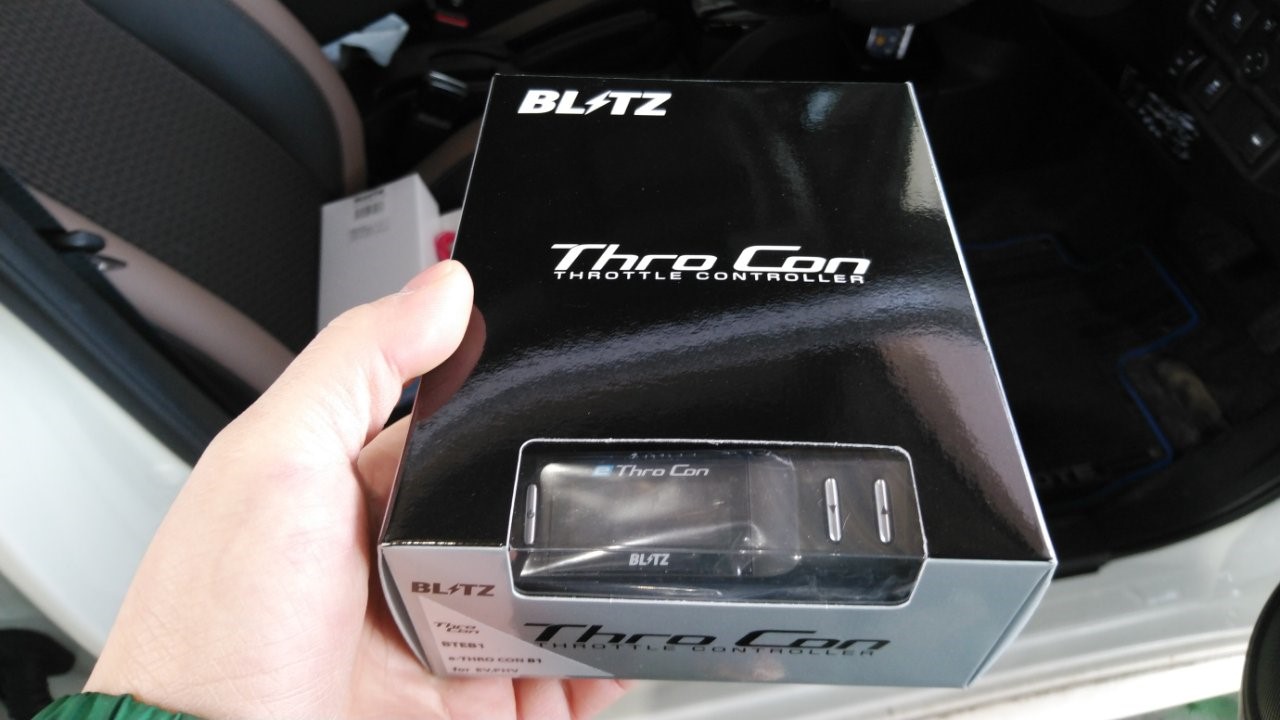 BLITZ
Thro Con
THROTTLE CONTROLLER
e Thro Con
BLITZ
BLITZ
Thro Con
BTEB1
e-THRO CON B1
for EV.PHV
Thro Con
THROTTLE CONTROLLER